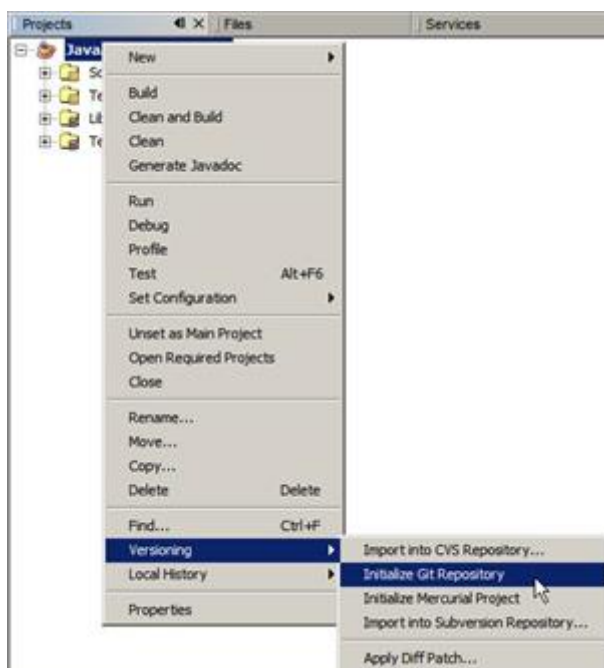 Projects Files Services
Java
Sc
Te
Lib
Te
New
Build
Clean and Build
Clean
Generate Javadoc
Run
Debug
Profile
Test Alt+F6
Set Configuration
Unset as Main Project
Open Required Projects
Close
Rename...
Move...
Copy...
Delete Delete
Find... Ctrl+F
Versioning
Local History
Properties
Import into CVS Repository...
Initialize Git Repository
Initialize Mercurial Project
Import into Subversion Repository...
Apply Diff Patch...